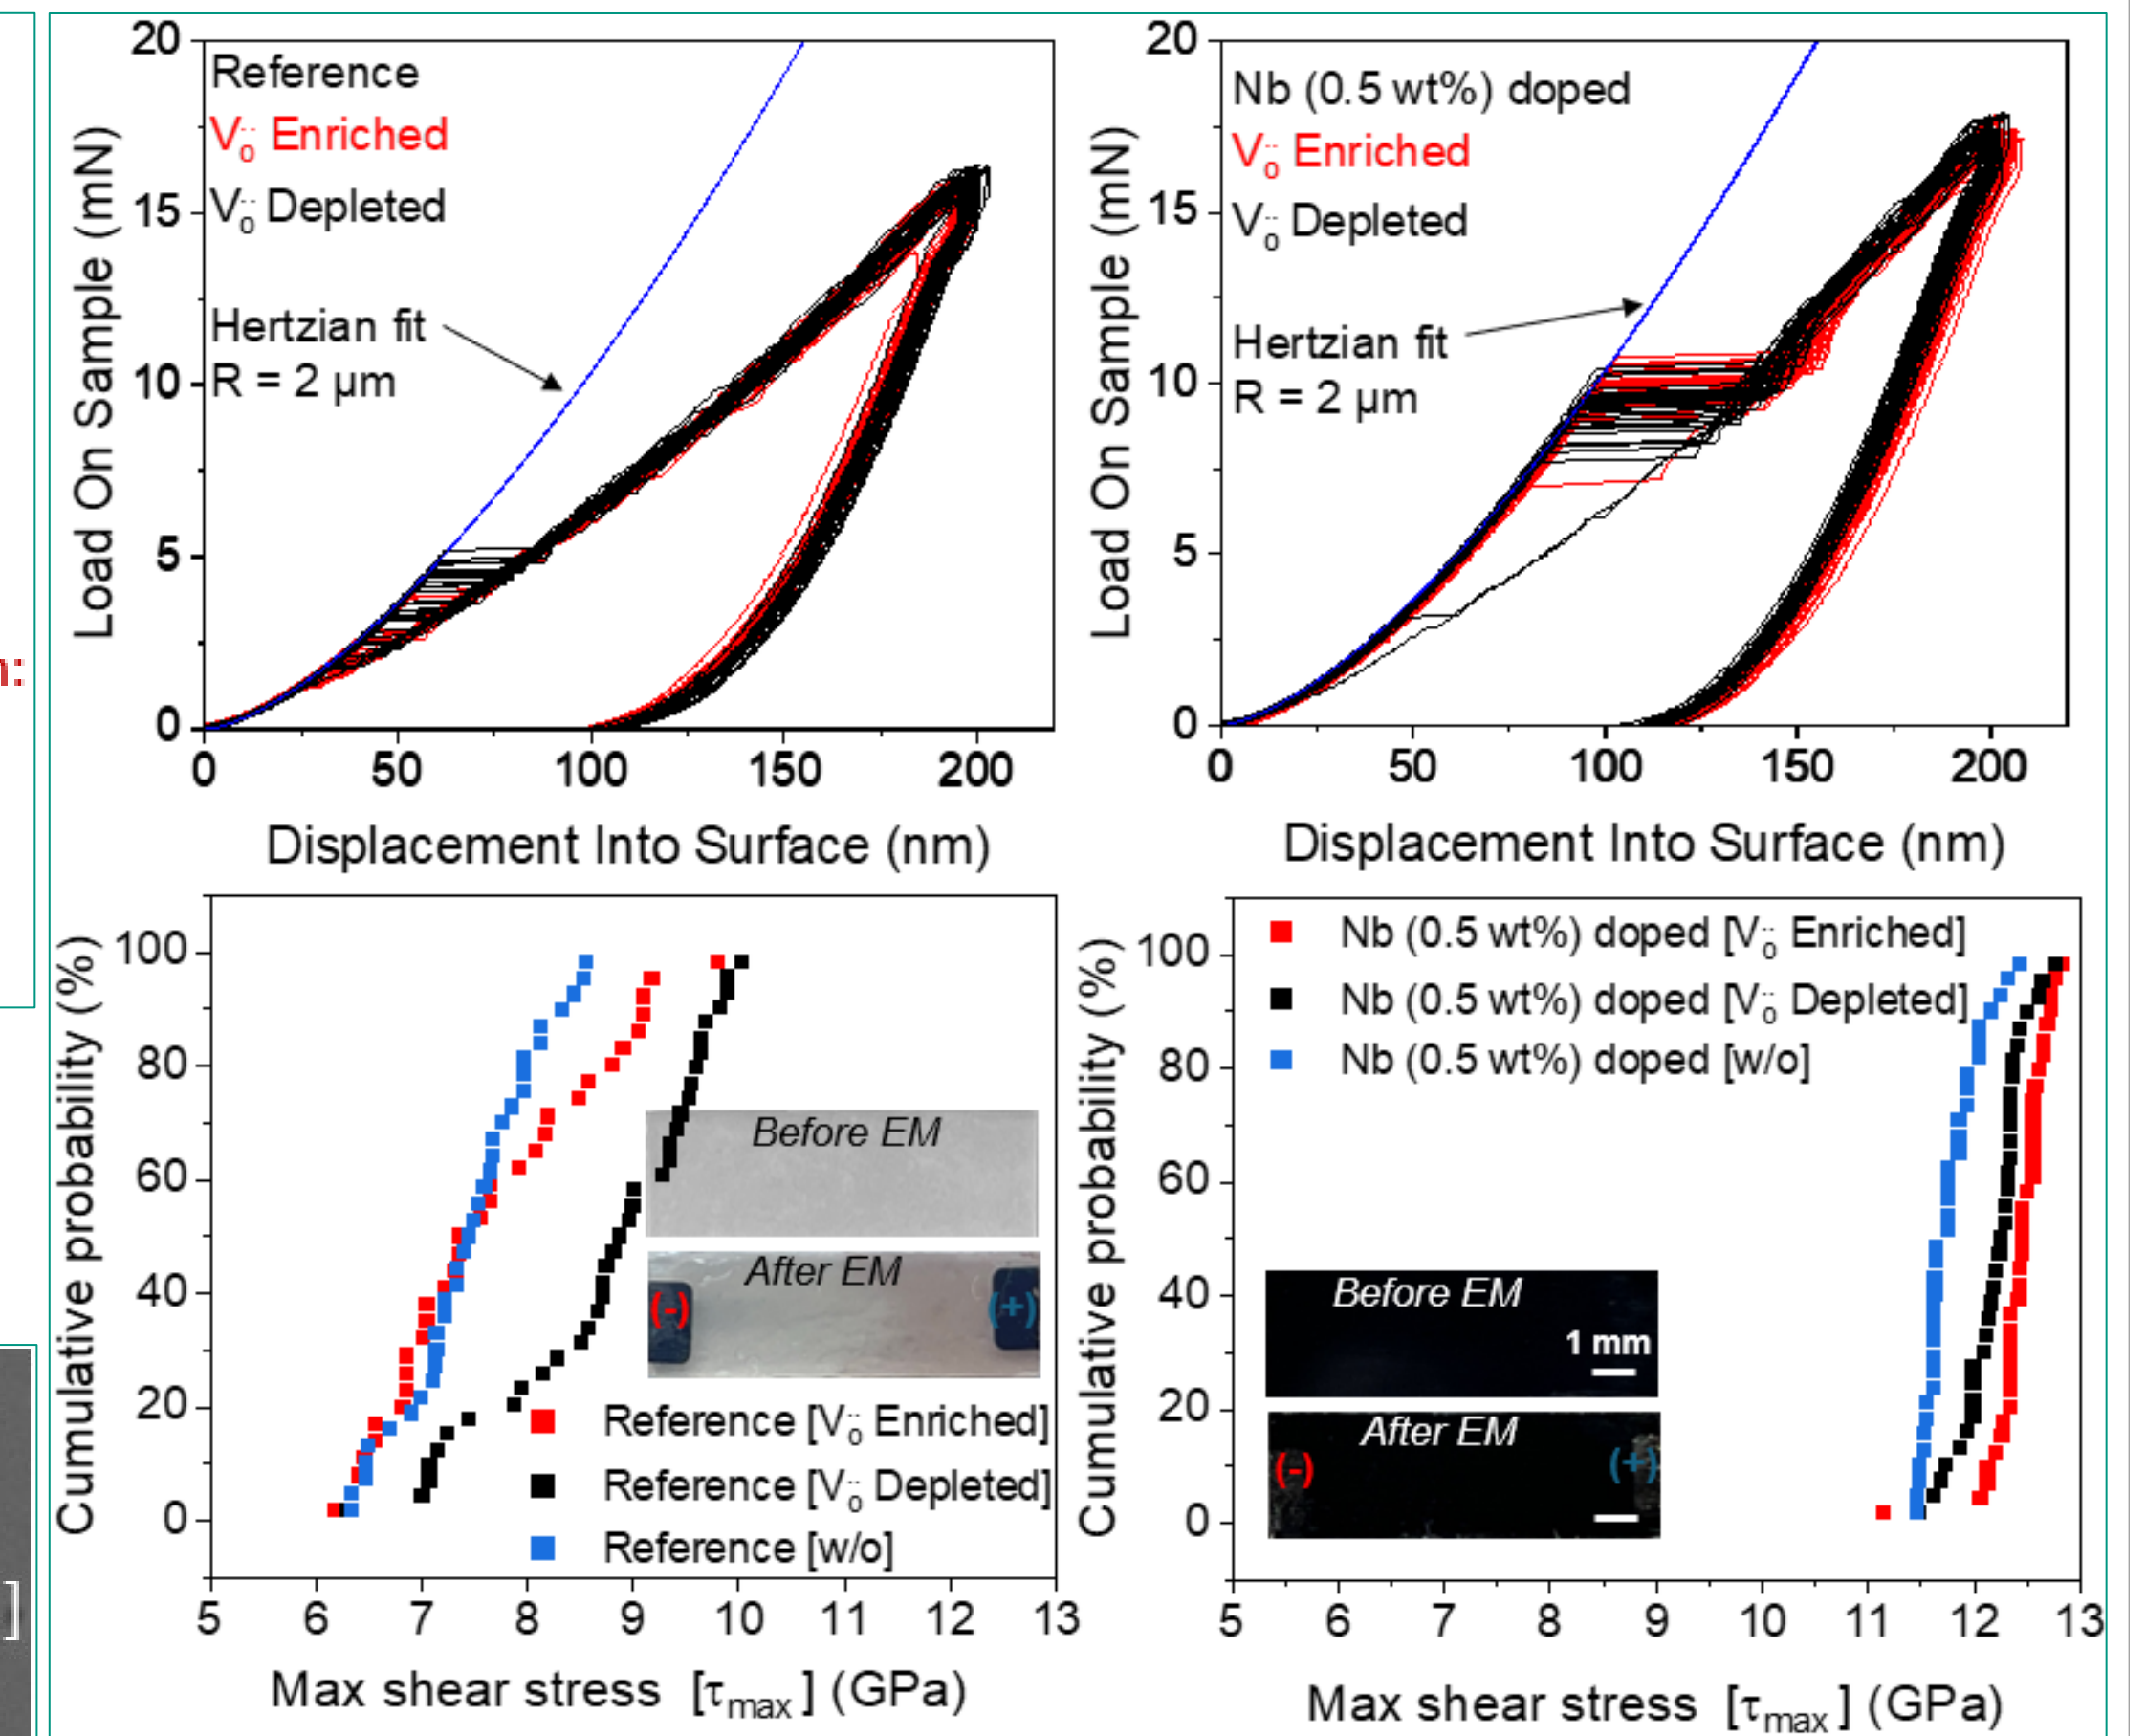 20
15
10
5
0
Load On Sample (mN)
Reference
V··o Enriched
V··o Depleted
Hertzian fit
R = 2 µm
0 50 100 150 200
Displacement Into Surface (nm)
20
15
10
5
0
Load On Sample (mN)
Nb (0.5 wt%) doped
V··o Enriched
V··o Depleted
Hertzian fit
R = 2 µm
0 50 100 150 200
Displacement Into Surface (nm)
n:
]
100
80
60
40
20
0
Cumulative probability (%)
Before EM
After EM
(-) (+)
Reference [V··o Enriched]
Reference [V··o Depleted]
Reference [w/o]
5 6 7 8 9 10 11 12 13
Max shear stress [τmax] (GPa)
100
80
60
40
20
0
Cumulative probability (%)
Nb (0.5 wt%) doped [V··o Enriched]
Nb (0.5 wt%) doped [V··o Depleted]
Nb (0.5 wt%) doped [w/o]
Before EM
1 mm
After EM
(-) (+)
5 6 7 8 9 10 11 12 13
Max shear stress [τmax] (GPa)